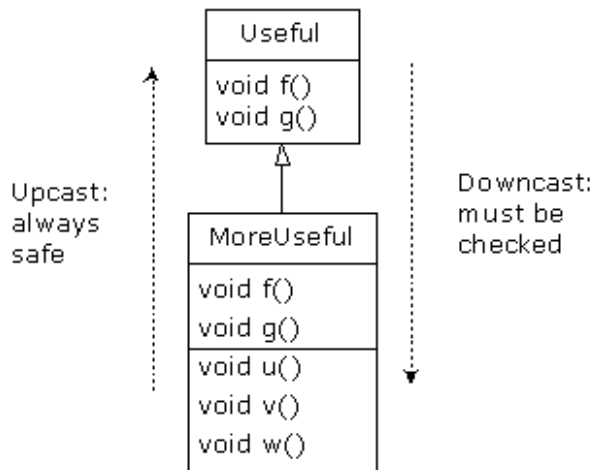 Useful
void f()
void g()
Upcast:
always
safe
Downcast:
must be
checked
MoreUseful
void f()
void g()
void u()
void v()
void w()